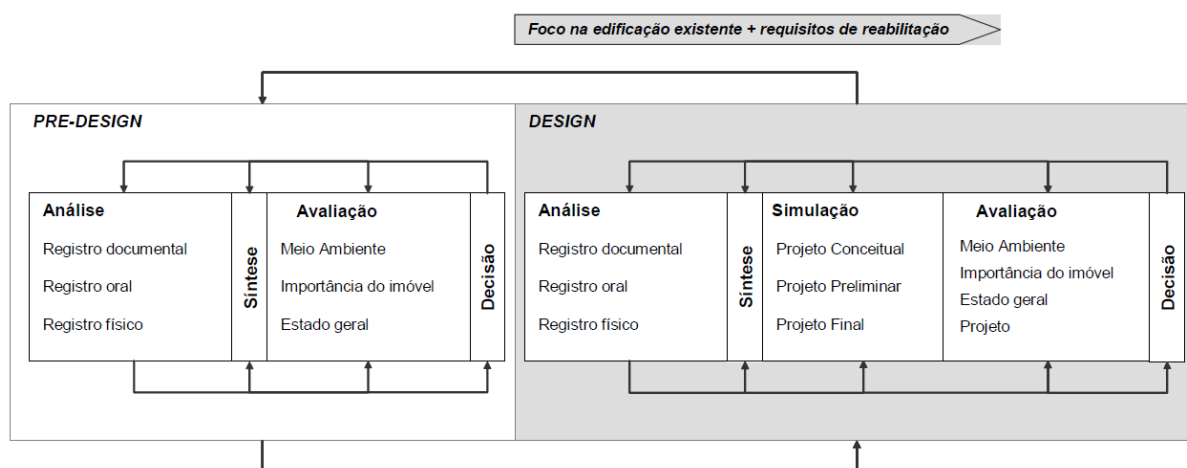 Foco na edificação existente + requisitos de reabilitação
PRE-DESIGN
Análise
Registro documental
Registro oral
Registro físico
Síntese
Avaliação
Meio Ambiente
Importância do imóvel
Estado geral
Decisão
DESIGN
Análise
Registro documental
Registro oral
Registro físico
Síntese
Simulação
Projeto Conceitual
Projeto Preliminar
Projeto Final
Avaliação
Meio Ambiente
Importância do imóvel
Estado geral
Projeto
Decisão